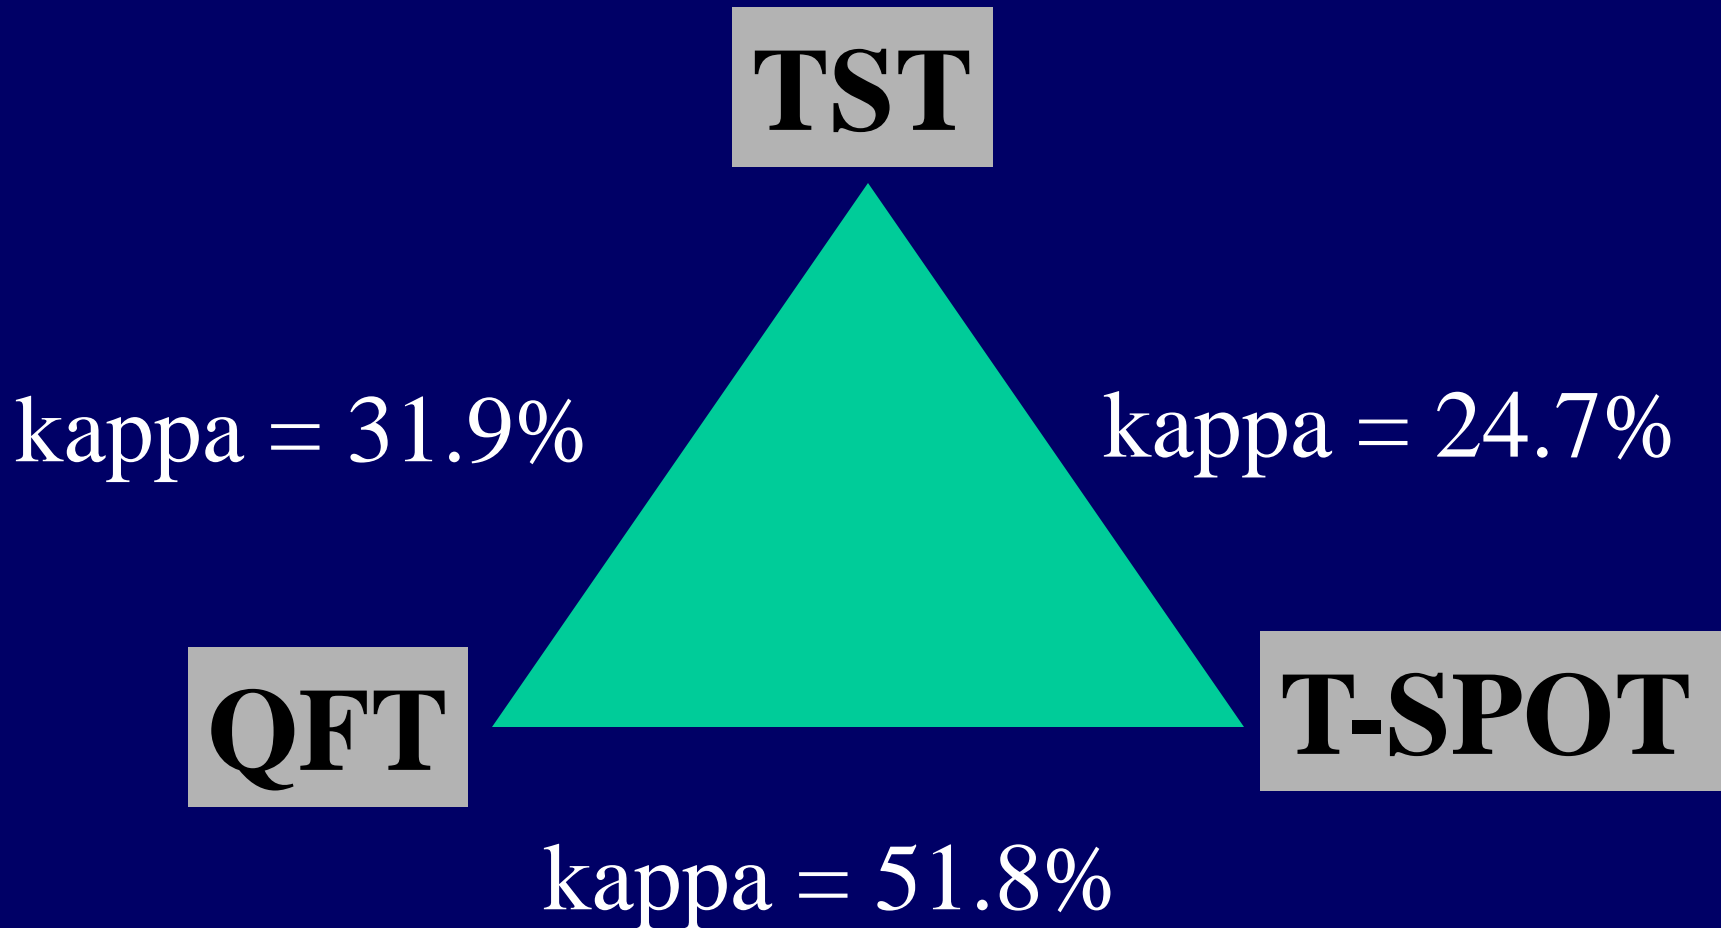 TST
kappa = 31.9%
kappa = 24.7%
QFT
T-SPOT
kappa = 51.8%